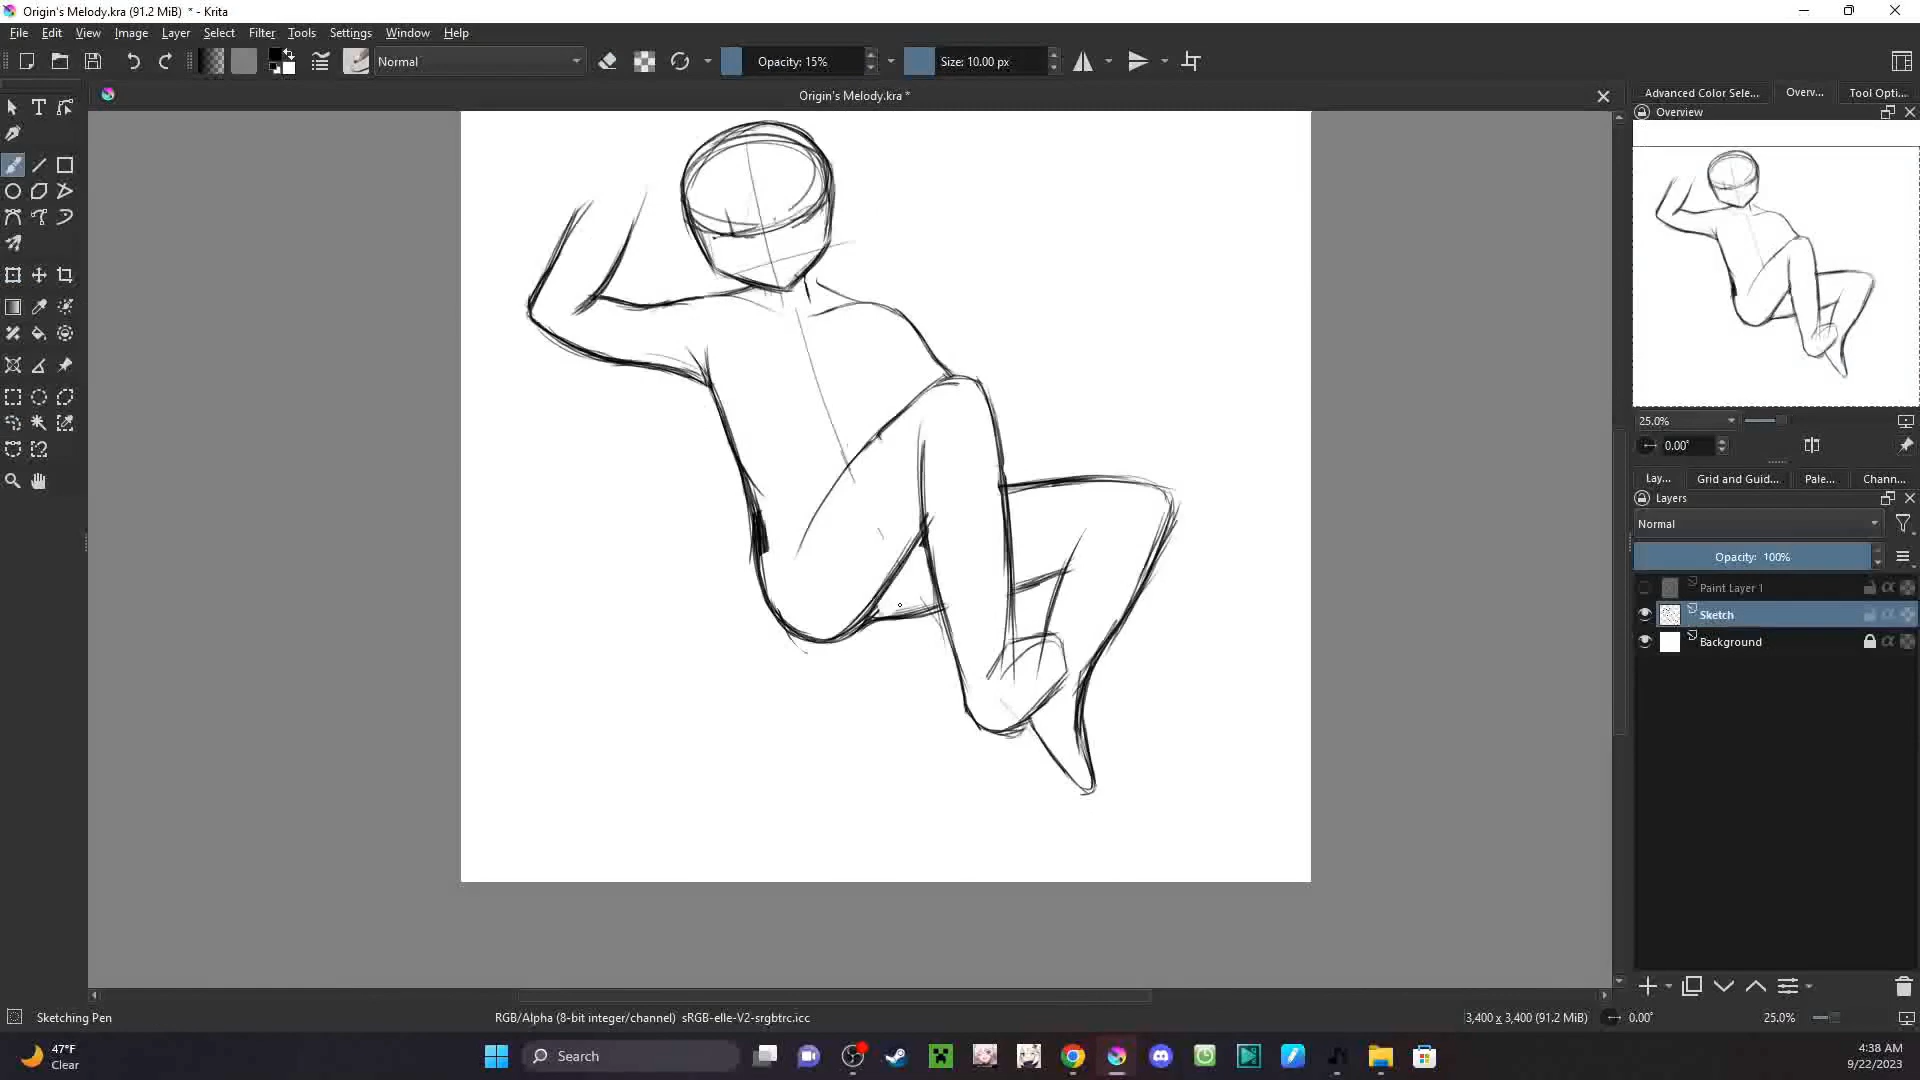 Origin's Melody.kra (91.2 MiB)  * - Krita
File Edit View Image Layer Select Filter Tools Settings Window Help
Normal
Opacity: 15%
Size: 10.00 px
Origin's Melody.kra *
Advanced Color Sele...
Overv...
Tool Opti...
Overview
25.0%
0.00°
Lay...
Grid and Guid...
Pale...
Chann...
Layers
Normal
Opacity:  100%
Paint Layer 1
Sketch
Background
Sketching Pen
RGB/Alpha (8-bit integer/channel)  sRGB-elle-V2-srgbtrc.icc
3,400 x 3,400 (91.2 MiB)
0.00°
25.0%
47°F
Clear
Search
4:38 AM
9/22/2023